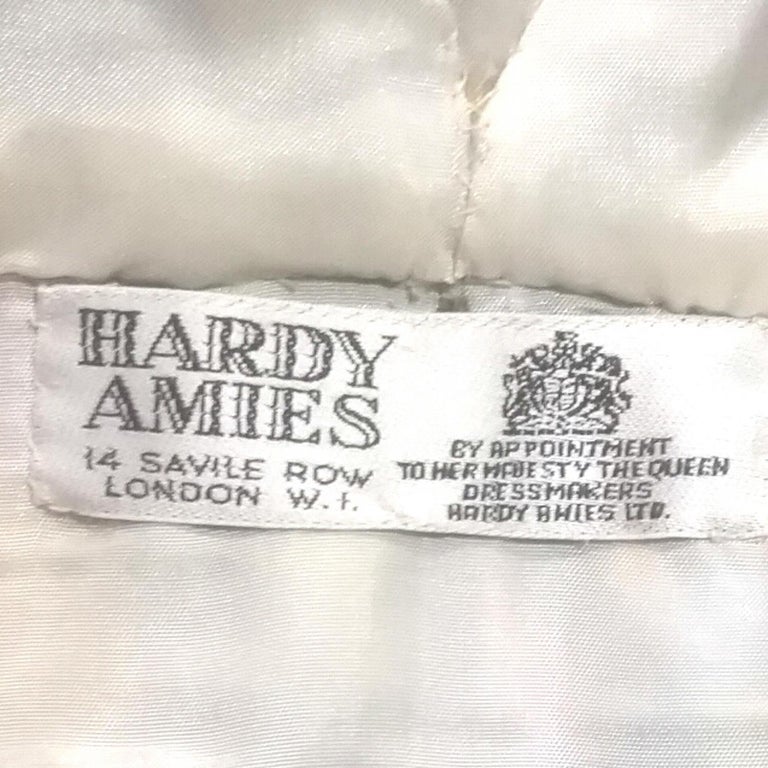 HARDY
AMIES
14 SAVILE ROW
LONDON W.1.
BY APPOINTMENT
TO HER MAJESTY THE QUEEN
DRESSMAKERS
HARDY AMIES LTD.